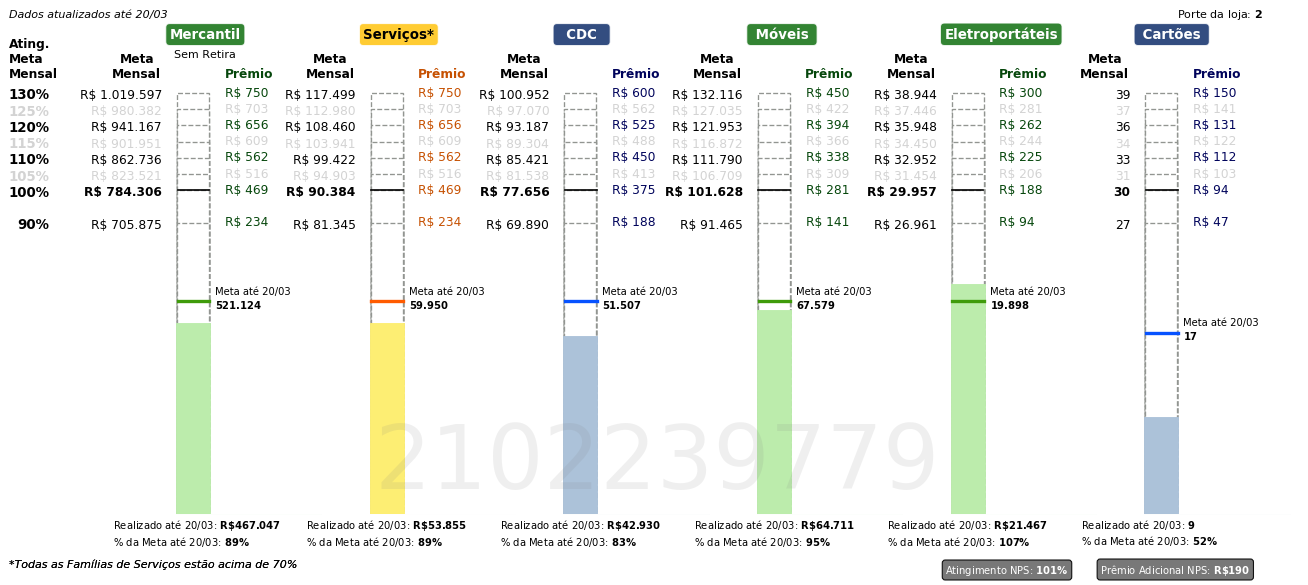 Dados atualizados até 20/03 Porte da loja: 2
Mercantil Serviços* CDC Móveis Eletroportáteis Cartões
Sem Retira
Ating. Meta Mensal Meta Mensal Prêmio Meta Mensal Prêmio Meta Mensal Prêmio Meta Mensal Prêmio Meta Mensal Prêmio Meta Mensal Prêmio
130% R$ 1.019.597 R$ 750 R$ 117.499 R$ 750 R$ 100.952 R$ 600 R$ 132.116 R$ 450 R$ 38.944 R$ 300 39 R$ 150
125% R$ 980.382 R$ 703 R$ 112.980 R$ 703 R$ 97.070 R$ 562 R$ 127.035 R$ 422 R$ 37.446 R$ 281 37 R$ 141
120% R$ 941.167 R$ 656 R$ 108.460 R$ 656 R$ 93.187 R$ 525 R$ 121.953 R$ 394 R$ 35.948 R$ 262 36 R$ 131
115% R$ 901.951 R$ 609 R$ 103.941 R$ 609 R$ 89.304 R$ 488 R$ 116.872 R$ 366 R$ 34.450 R$ 244 34 R$ 122
110% R$ 862.736 R$ 562 R$ 99.422 R$ 562 R$ 85.421 R$ 450 R$ 111.790 R$ 338 R$ 32.952 R$ 225 33 R$ 112
105% R$ 823.521 R$ 516 R$ 94.903 R$ 516 R$ 81.538 R$ 413 R$ 106.709 R$ 309 R$ 31.454 R$ 206 31 R$ 103
100% R$ 784.306 R$ 469 R$ 90.384 R$ 469 R$ 77.656 R$ 375 R$ 101.628 R$ 281 R$ 29.957 R$ 188 30 R$ 94
90% R$ 705.875 R$ 234 R$ 81.345 R$ 234 R$ 69.890 R$ 188 R$ 91.465 R$ 141 R$ 26.961 R$ 94 27 R$ 47
Meta até 20/03 Meta até 20/03 Meta até 20/03 Meta até 20/03 Meta até 20/03
521.124 59.950 51.507 67.579 19.898
Meta até 20/03
17
2102239779
Realizado até 20/03: R$467.047 Realizado até 20/03: R$53.855 Realizado até 20/03: R$42.930 Realizado até 20/03: R$64.711 Realizado até 20/03: R$21.467 Realizado até 20/03: 9
% da Meta até 20/03: 89% % da Meta até 20/03: 89% % da Meta até 20/03: 83% % da Meta até 20/03: 95% % da Meta até 20/03: 107% % da Meta até 20/03: 52%
*Todas as Famílias de Serviços estão acima de 70% Atingimento NPS: 101% Prêmio Adicional NPS: R$190